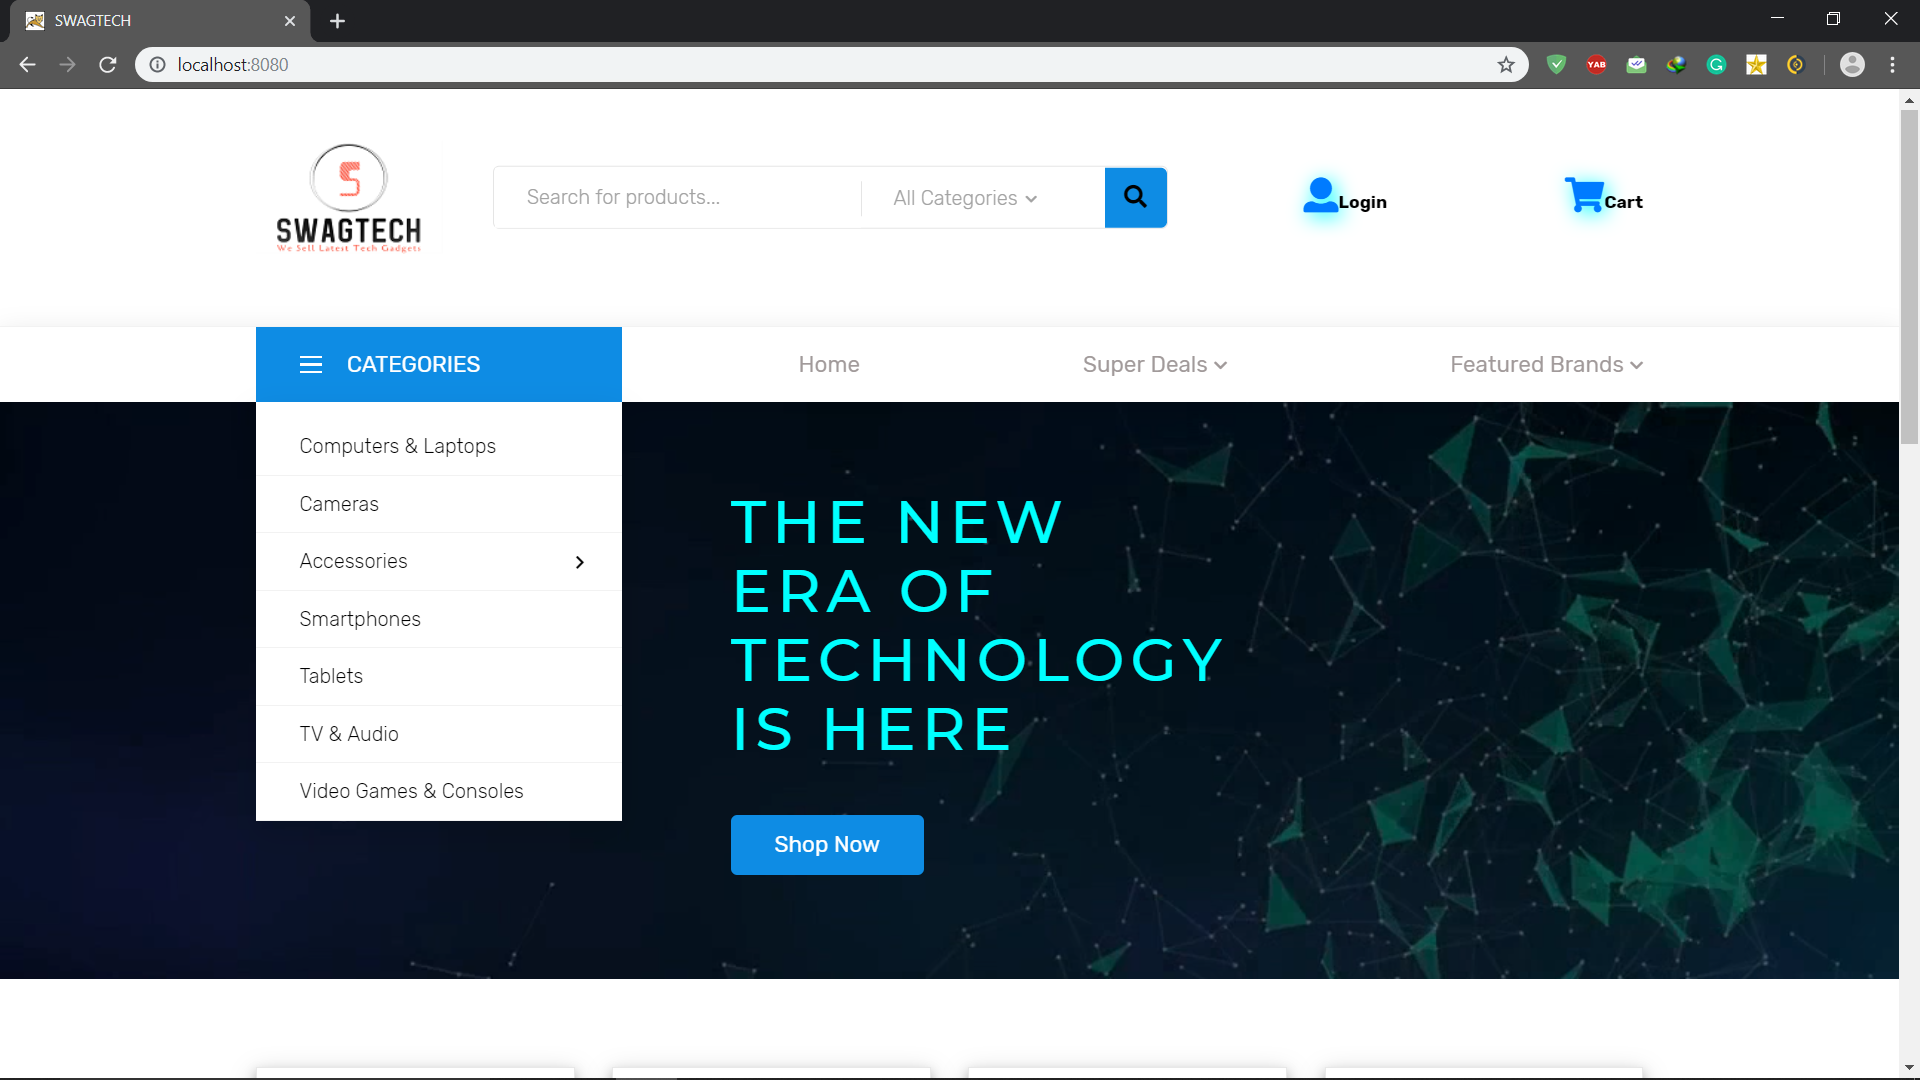 SWAGTECH
localhost:8080
YAB
S
SWAGTECH
We Sell Latest Tech Gadgets
Search for products...
All Categories
Login
Cart
CATEGORIES
Home
Super Deals
Featured Brands
Computers & Laptops
Cameras
Accessories
Smartphones
Tablets
TV & Audio
Video Games & Consoles
THE NEW
ERA OF
TECHNOLOGY
IS HERE
Shop Now